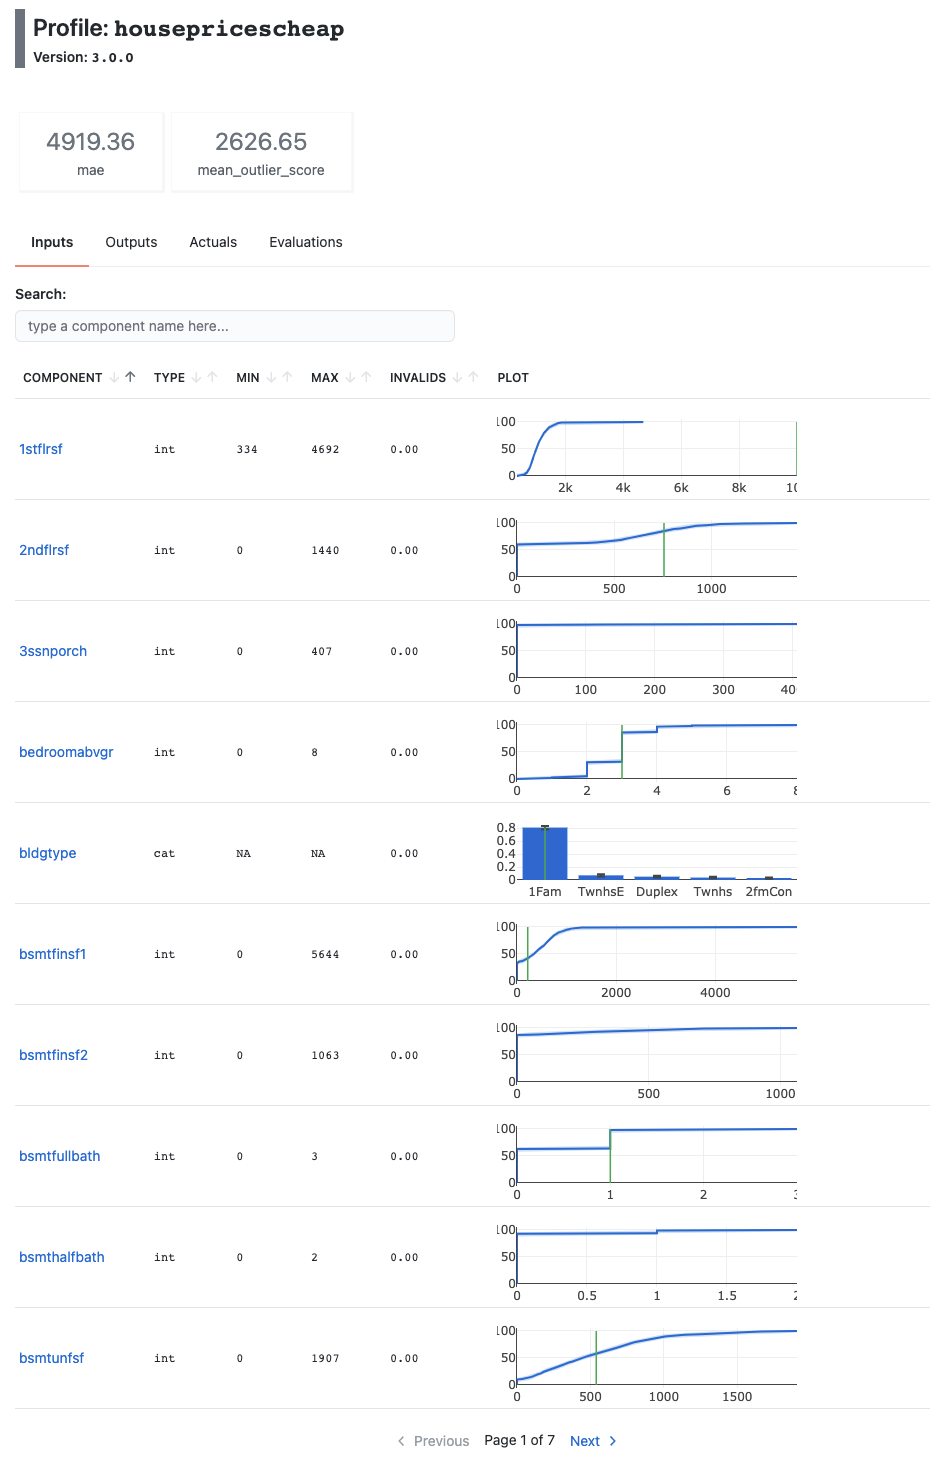 Profile: housepricescheap
Version: 3.0.0
4919.36
mae
2626.65
mean_outlier_score
Inputs Outputs Actuals Evaluations
Search:
type a component name here...
COMPONENT TYPE MIN MAX INVALIDS PLOT
1stflrsf int 334 4692 0.00
100
50
0
2k 4k 6k 8k
2ndflrsf int 0 1440 0.00
100
50
0
0 500 1000
3ssnporch int 0 407 0.00
100
50
0
0 100 200 300
bedroomabvgr int 0 8 0.00
100
50
0
0 2 4 6 8
bldgtype cat NA NA 0.00
0.8
0.6
0.4
0.2
0
1Fam TwnhsE Duplex Twnhs 2fmCon
bsmtfinsf1 int 0 5644 0.00
100
50
0
0 2000 4000
bsmtfinsf2 int 0 1063 0.00
100
50
0
0 500 1000
bsmtfullbath int 0 3 0.00
100
50
0
0 1 2 3
bsmthalfbath int 0 2 0.00
100
50
0
0 0.5 1 1.5 2
bsmtunfsf int 0 1907 0.00
100
50
0
0 500 1000 1500
Previous Page 1 of 7 Next